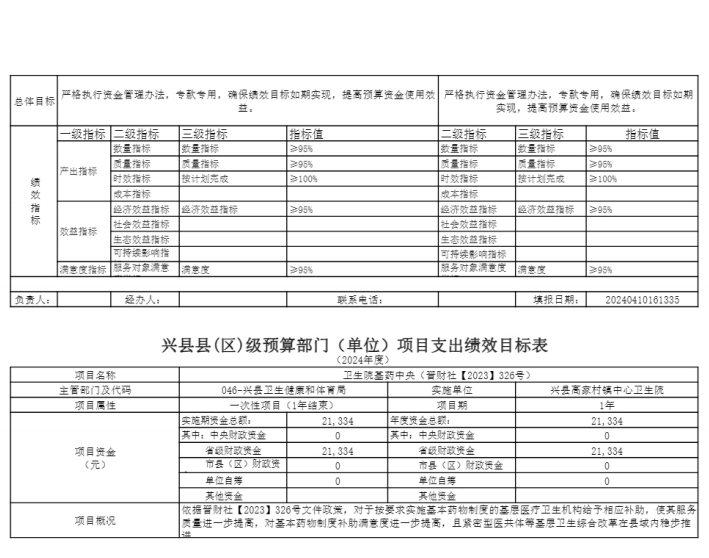 总体目标 严格执行资金管理办法，专款专用，确保绩效目标如期实现，提高预算资金使用效益。 严格执行资金管理办法，专款专用，确保绩效目标如期实现，提高预算资金使用效益。
绩效指标 一级指标 二级指标 三级指标 指标值 二级指标 三级指标 指标值
产出指标 数量指标 数量指标 ≥95% 数量指标 数量指标 ≥95%
质量指标 质量指标 ≥95% 质量指标 质量指标 ≥95%
时效指标 按计划完成 ≥100% 时效指标 按计划完成 ≥100%
成本指标 成本指标
效益指标 经济效益指标 经济效益指标 ≥95% 经济效益指标 经济效益指标 ≥95%
社会效益指标 社会效益指标
生态效益指标 生态效益指标
可持续影响指 可持续影响指标
满意度指标 服务对象满意 满意度 ≥95% 服务对象满意度 满意度 ≥95%
负责人： 经办人： 联系电话： 填报日期： 20240410161335
兴县县(区)级预算部门（单位）项目支出绩效目标表
（2024年度）
项目名称 卫生院基药中央（晋财社【2023】326号）
主管部门及代码 046-兴县卫生健康和体育局 实施单位 兴县高家村镇中心卫生院
项目属性 一次性项目（1年结束） 项目期 1年
项目资金（元） 实施期资金总额： 21,334 年度资金总额： 21,334
其中：中央财政资金 0 其中：中央财政资金 0
省级财政资金 21,334 省级财政资金 21,334
市县（区）财政资 0 市县（区）财政资金 0
单位自筹 0 单位自筹 0
其他资金 其他资金
项目概况 依据晋财社【2023】326号文件政策，对于按要求实施基本药物制度的基层医疗卫生机构给予相应补助，使其服务
质量进一步提高，对基本药物制度补助满意度进一步提高，且紧密型医共体等基层卫生综合改革在县域内稳步推
进